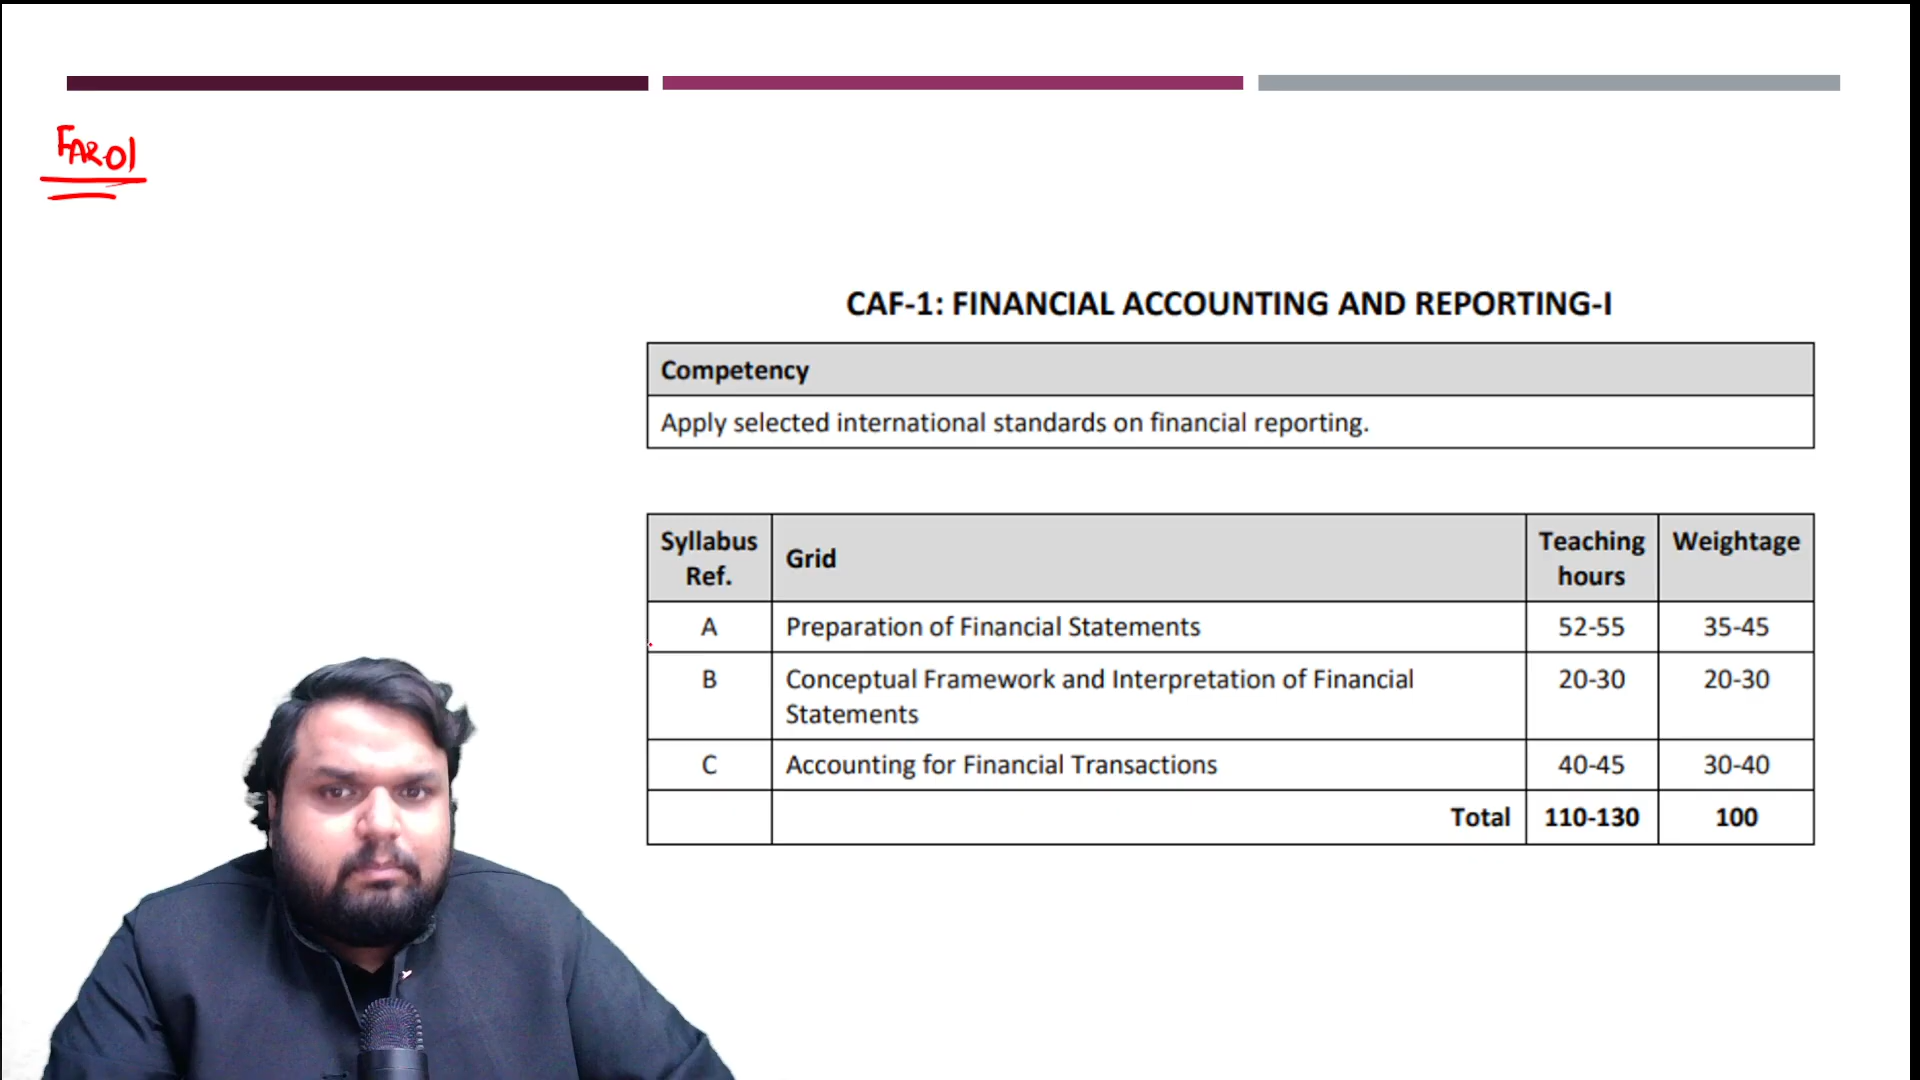 FAR01
CAF-1: FINANCIAL ACCOUNTING AND REPORTING-I
Competency
Apply selected international standards on financial reporting.
Syllabus Ref. Grid Teaching hours Weightage
A Preparation of Financial Statements 52-55 35-45
B Conceptual Framework and Interpretation of Financial Statements 20-30 20-30
C Accounting for Financial Transactions 40-45 30-40
Total 110-130 100